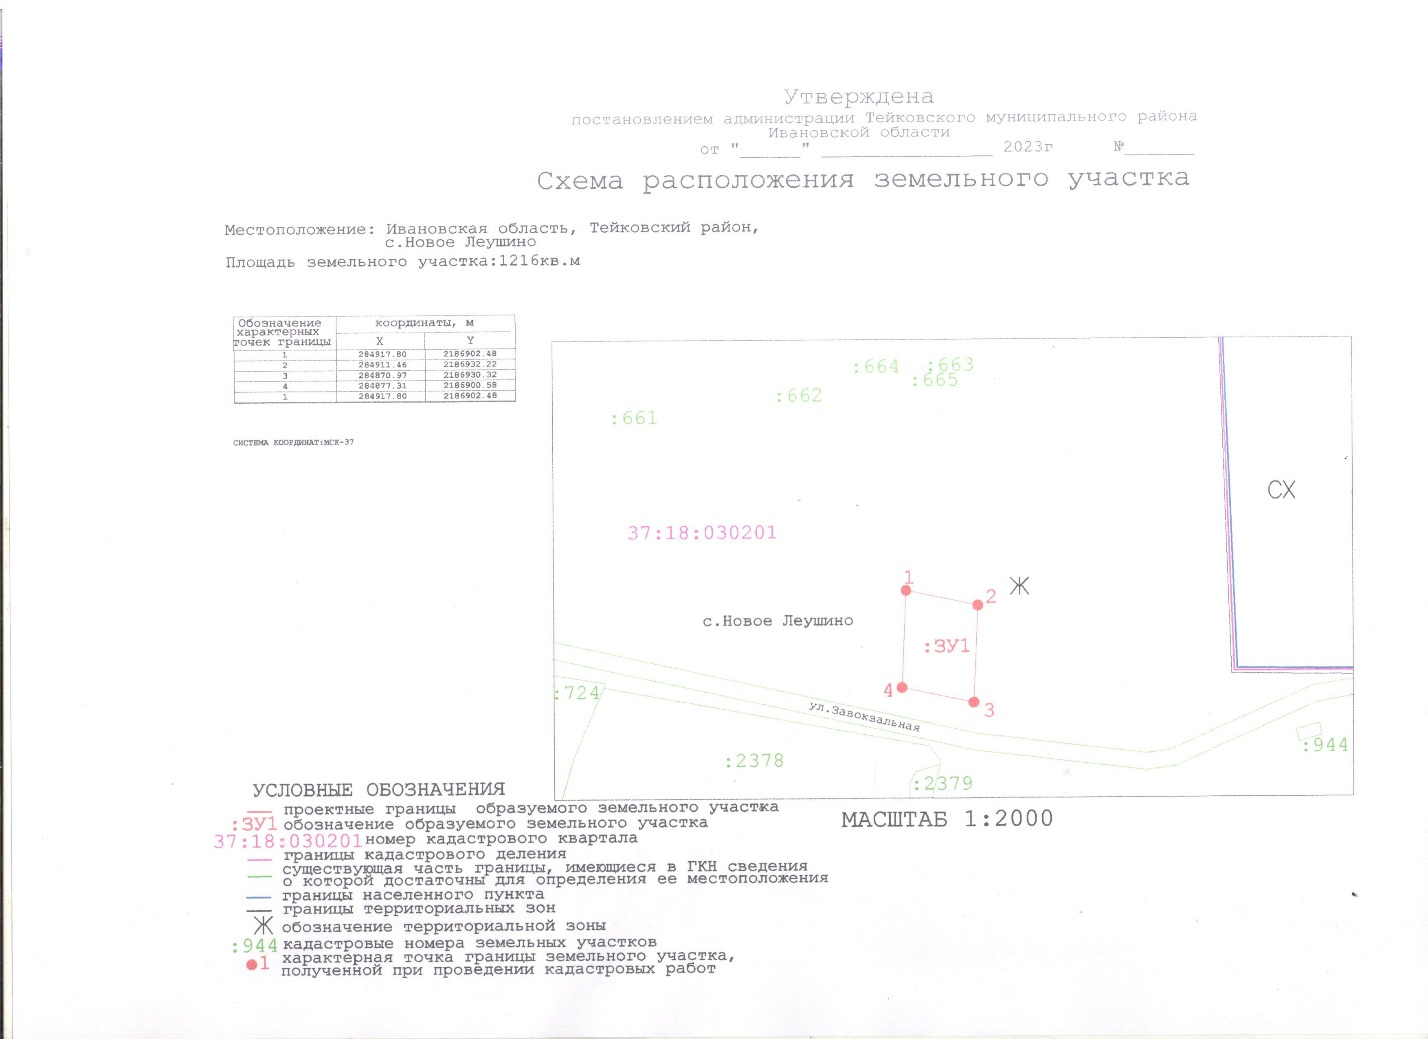 Утверждена
постановлением администрации Тейковского муниципального района
Ивановской области
от "______" _________________ 2023г №_______
Схема расположения земельного участка
Местоположение: Ивановская область, Тейковский район,
с.Новое Леушино
Площадь земельного участка:1216кв.м
Обозначение характерных точек границы координаты, м
X Y
1 284917.80 2186902.48
2 284911.46 2186932.22
3 284870.97 2186930.32
4 284877.31 2186900.58
1 284917.80 2186902.48
СИСТЕМА КООРДИНАТ:МСК-37
:664 :663
:665
:662
:661
СХ
37:18:030201
1
Ж
2
с.Новое Леушино
:ЗУ1
4
:724
3
ул.Завокзальная
:944
:2378
:2379
МАСШТАБ 1:2000
УСЛОВНЫЕ ОБОЗНАЧЕНИЯ
проектные границы образуемого земельного участка
:ЗУ1 обозначение образуемого земельного участка
37:18:030201 номер кадастрового квартала
границы кадастрового деления
существующая часть границы, имеющиеся в ГКН сведения
о которой достаточны для определения ее местоположения
границы населенного пункта
границы территориальных зон
Ж обозначение территориальной зоны
:944 кадастровые номера земельных участков
1 характерная точка границы земельного участка,
полученной при проведении кадастровых работ